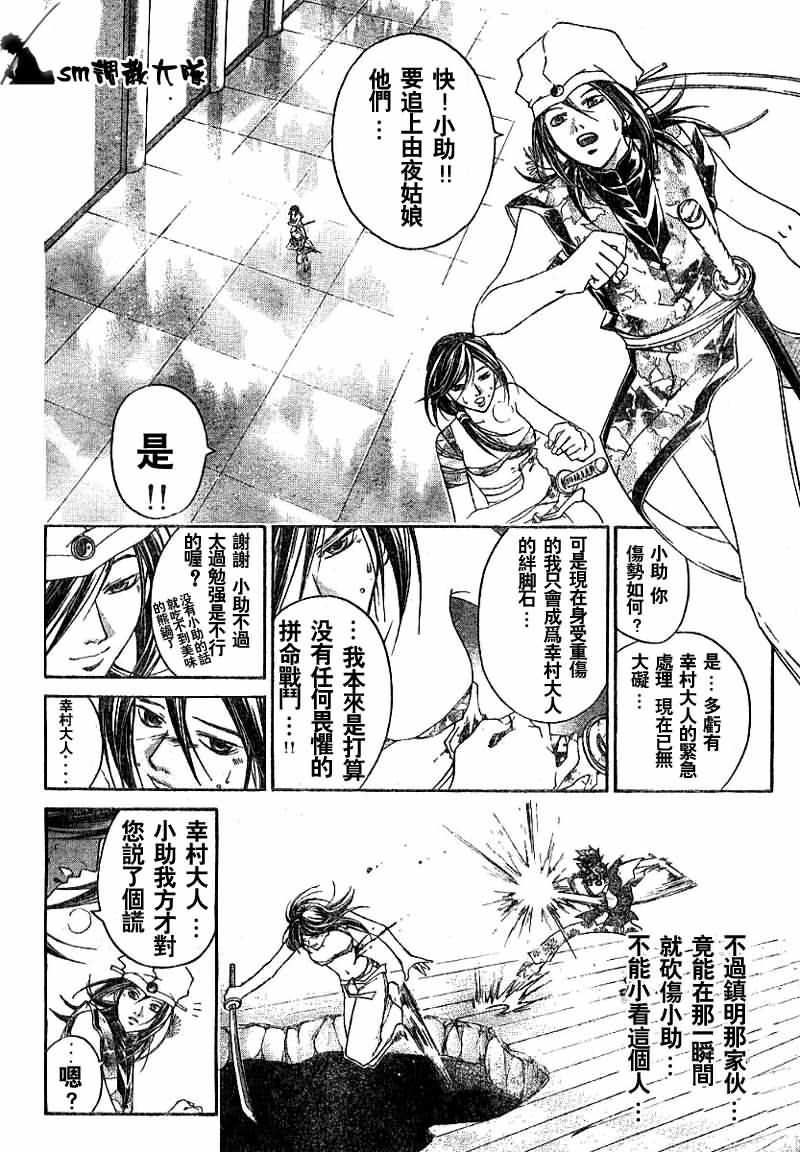 sm調教大隊
快！小助!!
要追上由夜姑娘
他們…
是!!
小助 你
傷勢如何？
是…多虧有
幸村大人的緊急
處理 現在已無
大礙…
可是現在身受重傷
的我只會成爲幸村大人
的絆脚石…
…我本來是打算
没有任何畏懼的
拼命戰鬥…!!
謝謝 小助不過
太過勉强是不行
的喔？
没有小助的話
就吃不到美味
的熊鍋了
幸村大人…
不過鎮明那家伙…
竟能在那一瞬間
就砍傷小助…
不能小看這個人…
幸村大人…
小助我方才對
您説了個謊
…嗯？